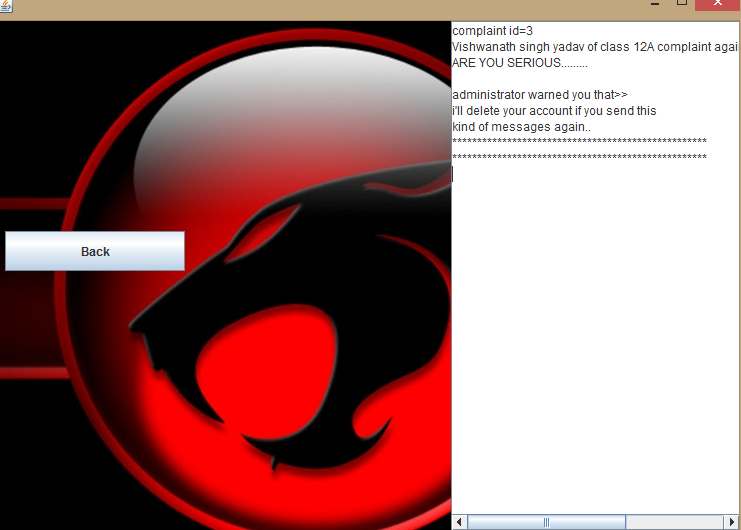 complaint id=3
Vishwanath singh yadav of class 12A complaint agai
ARE YOU SERIOUS.........
administrator warned you that>>
i'll delete your account if you send this
kind of messages again..
***************************************************
***************************************************
Back